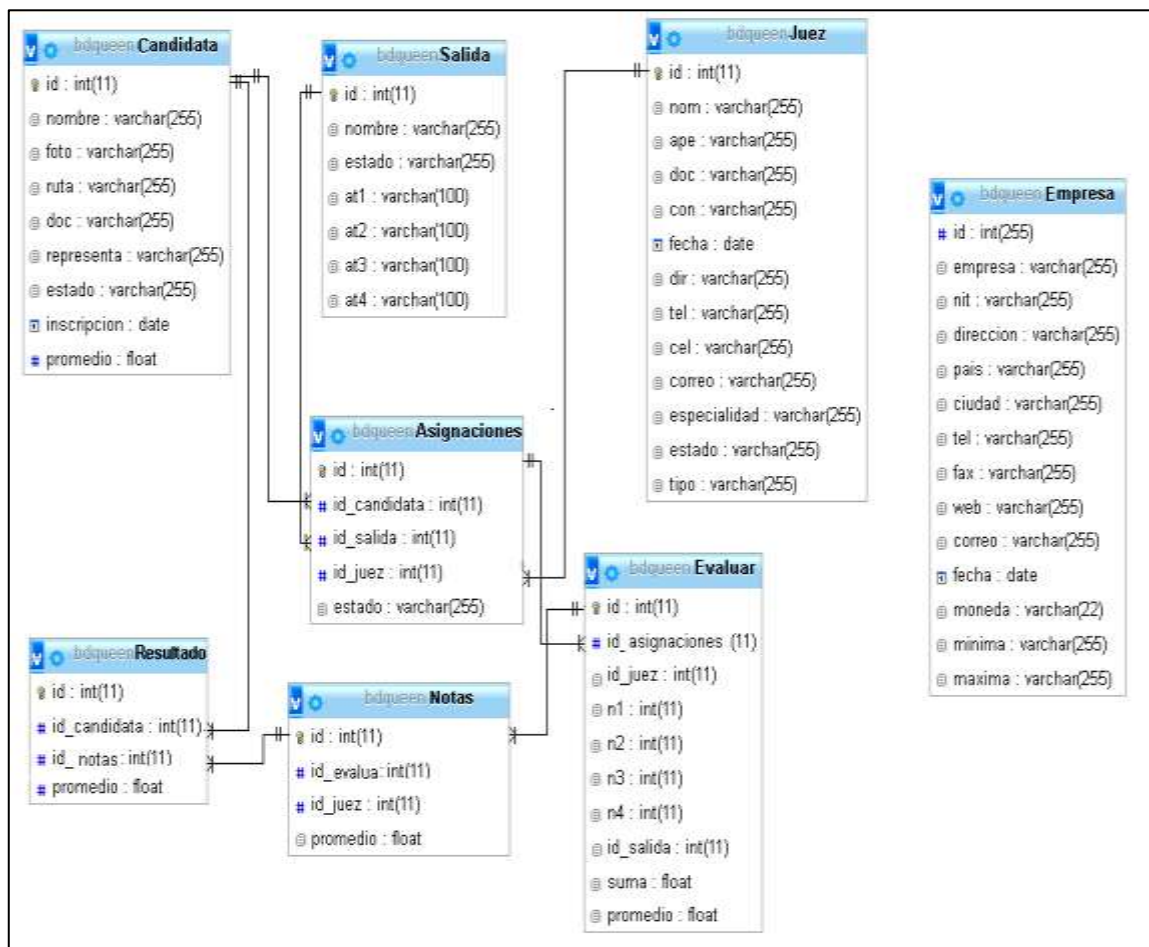 bdqueen Candidata
id : int(11)
nombre : varchar(255)
foto : varchar(255)
ruta : varchar(255)
doc : varchar(255)
representa : varchar(255)
estado : varchar(255)
inscripcion : date
# promedio : float
bdqueen Salida
id : int(11)
nombre : varchar(255)
estado : varchar(255)
at1 : varchar(100)
at2 : varchar(100)
at3 : varchar(100)
at4 : varchar(100)
bdqueen Juez
id : int(11)
nom : varchar(255)
ape : varchar(255)
doc : varchar(255)
con : varchar(255)
fecha : date
dir : varchar(255)
tel : varchar(255)
cel : varchar(255)
correo : varchar(255)
especialidad : varchar(255)
estado : varchar(255)
tipo : varchar(255)
bdqueen Empresa
# id : int(255)
empresa : varchar(255)
nit : varchar(255)
direccion : varchar(255)
pais : varchar(255)
ciudad : varchar(255)
tel : varchar(255)
fax : varchar(255)
web : varchar(255)
correo : varchar(255)
fecha : date
moneda : varchar(22)
minima : varchar(255)
maxima : varchar(255)
bdqueen Asignaciones
id : int(11)
# id_candidata : int(11)
# id_salida : int(11)
# id_juez : int(11)
estado : varchar(255)
bdqueen Evaluar
id : int(11)
# id_asignaciones (11)
id_juez : int(11)
n1 : int(11)
n2 : int(11)
n3 : int(11)
n4 : int(11)
id_salida : int(11)
suma : float
promedio : float
bdqueen Resultado
id : int(11)
# id_candidata : int(11)
# id_ notas: int(11)
# promedio : float
bdqueen Notas
id : int(11)
# id_evalua: int(11)
# id_juez : int(11)
promedio : float